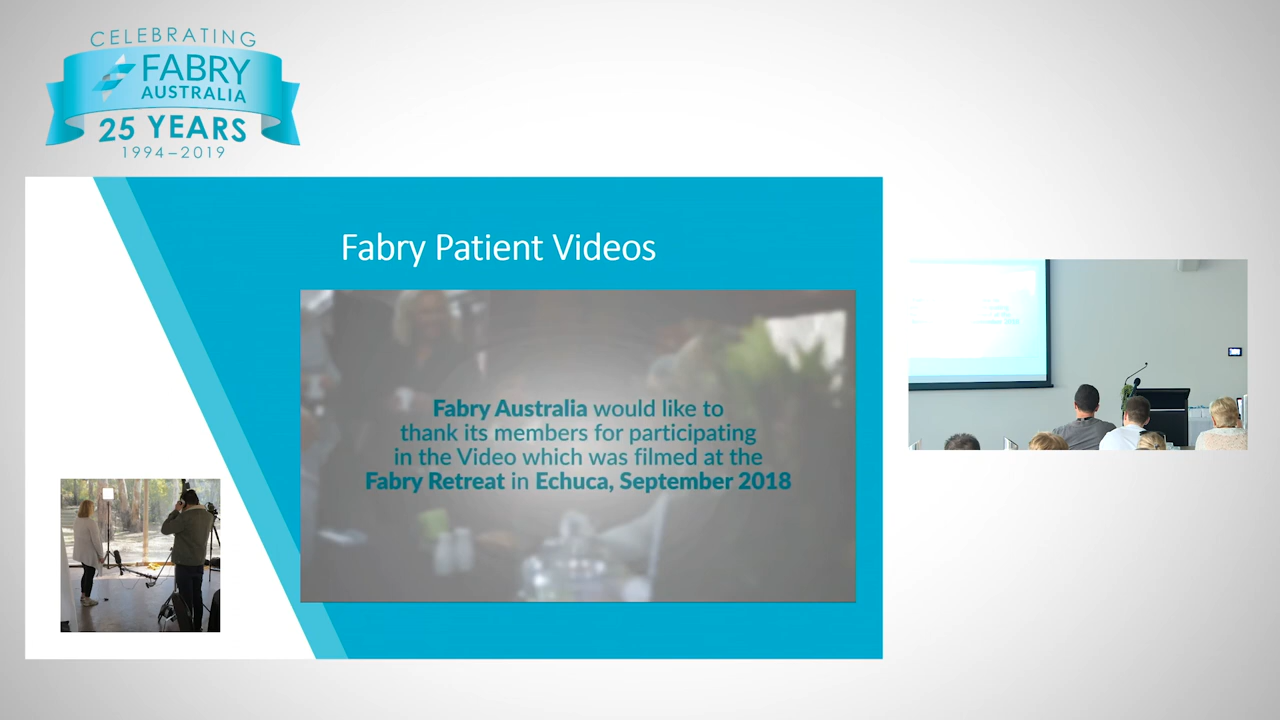 CELEBRATING
FABRY
AUSTRALIA
25 YEARS
1994–2019
Fabry Patient Videos
Fabry Australia would like to
thank its members for participating
in the Video which was filmed at the
Fabry Retreat in Echuca, September 2018